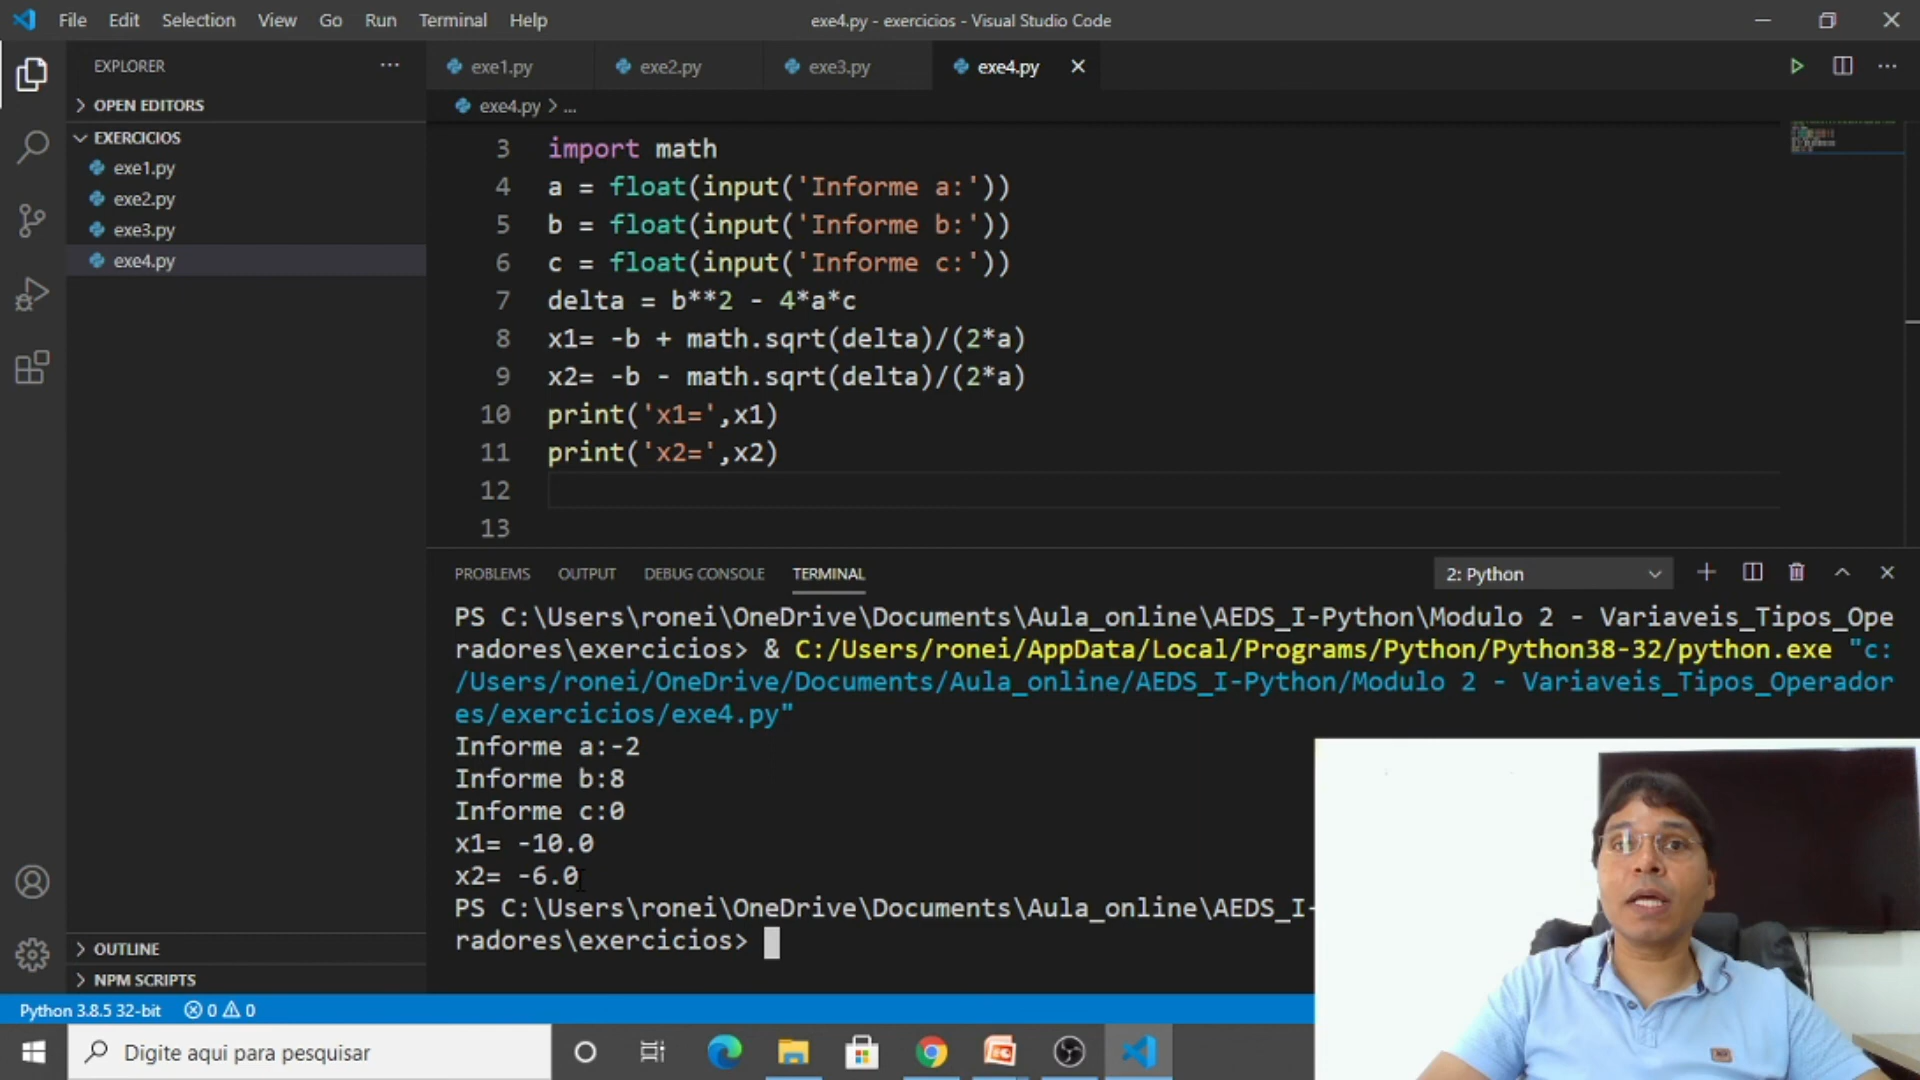 File Edit Selection View Go Run Terminal Help
exe4.py - exercicios - Visual Studio Code
EXPLORER
exe1.py
exe2.py
exe3.py
exe4.py
OPEN EDITORS
exe4.py > ...
EXERCICIOS
exe1.py
exe2.py
exe3.py
exe4.py
3 import math
4 a = float(input('Informe a:'))
5 b = float(input('Informe b:'))
6 c = float(input('Informe c:'))
7 delta = b**2 - 4*a*c
8 x1= -b + math.sqrt(delta)/(2*a)
9 x2= -b - math.sqrt(delta)/(2*a)
10 print('x1=',x1)
11 print('x2=',x2)
12
13
PROBLEMS OUTPUT DEBUG CONSOLE TERMINAL
2: Python
PS C:\Users\ronei\OneDrive\Documents\Aula_online\AEDS_I-Python\Modulo 2 - Variaveis_Tipos_Ope
radores\exercicios> & C:/Users/ronei/AppData/Local/Programs/Python/Python38-32/python.exe "c:
/Users/ronei/OneDrive/Documents/Aula_online/AEDS_I-Python/Modulo 2 - Variaveis_Tipos_Operador
es/exercicios/exe4.py"
Informe a:-2
Informe b:8
Informe c:0
x1= -10.0
x2= -6.0
PS C:\Users\ronei\OneDrive\Documents\Aula_online\AEDS_I-
radores\exercicios>
OUTLINE
NPM SCRIPTS
Python 3.8.5 32-bit 0 0
Digite aqui para pesquisar